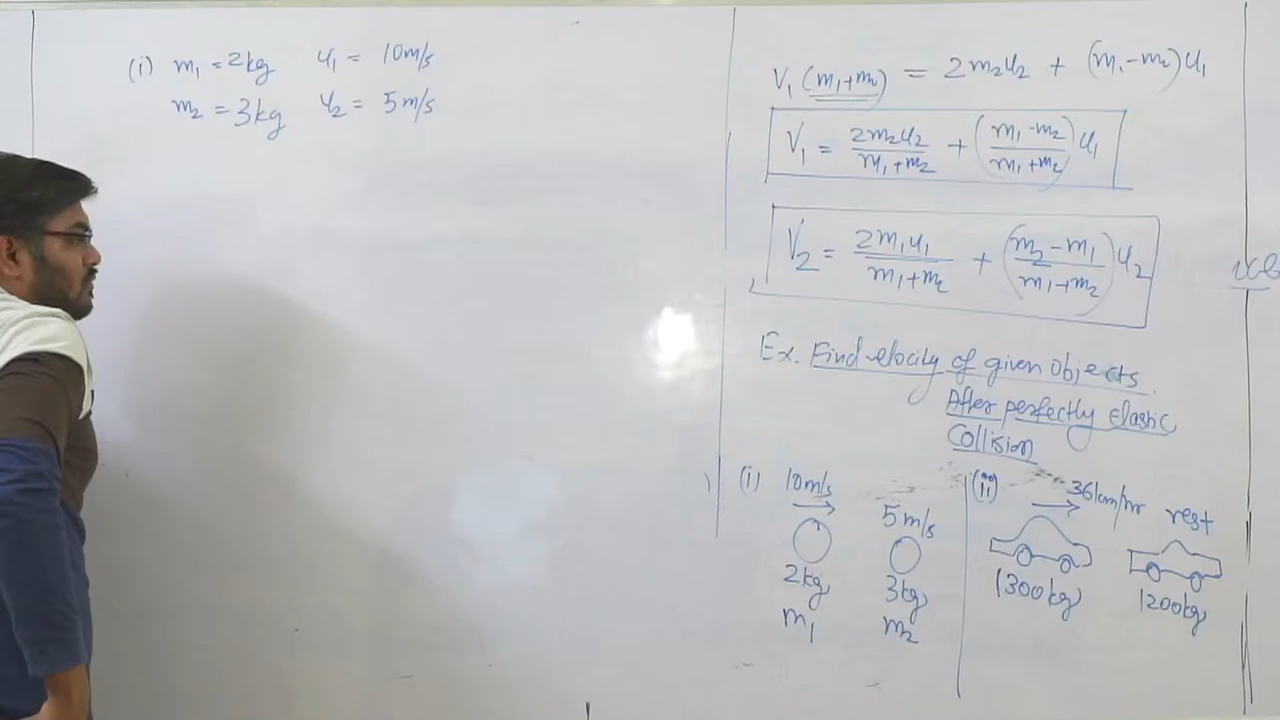 (i) m₁ = 2kg u₁ = 10m/s
m₂ = 3kg u₂ = 5m/s
V₁ (m₁+m₂) = 2m₂u₂ + (m₁-m₂)u₁
V₁ = 2m₂u₂/m₁+m₂ + (m₁-m₂/m₁+m₂)u₁
V₂ = 2m₁u₁/m₁+m₂ + (m₂-m₁/m₁+m₂)u₂
Ex. Find velocity of given objects
After perfectly elastic
Collision
(i) 10m/s
5m/s
2kg 3kg
m₁ m₂
(ii) 36km/hr rest
1300kg 1200kg